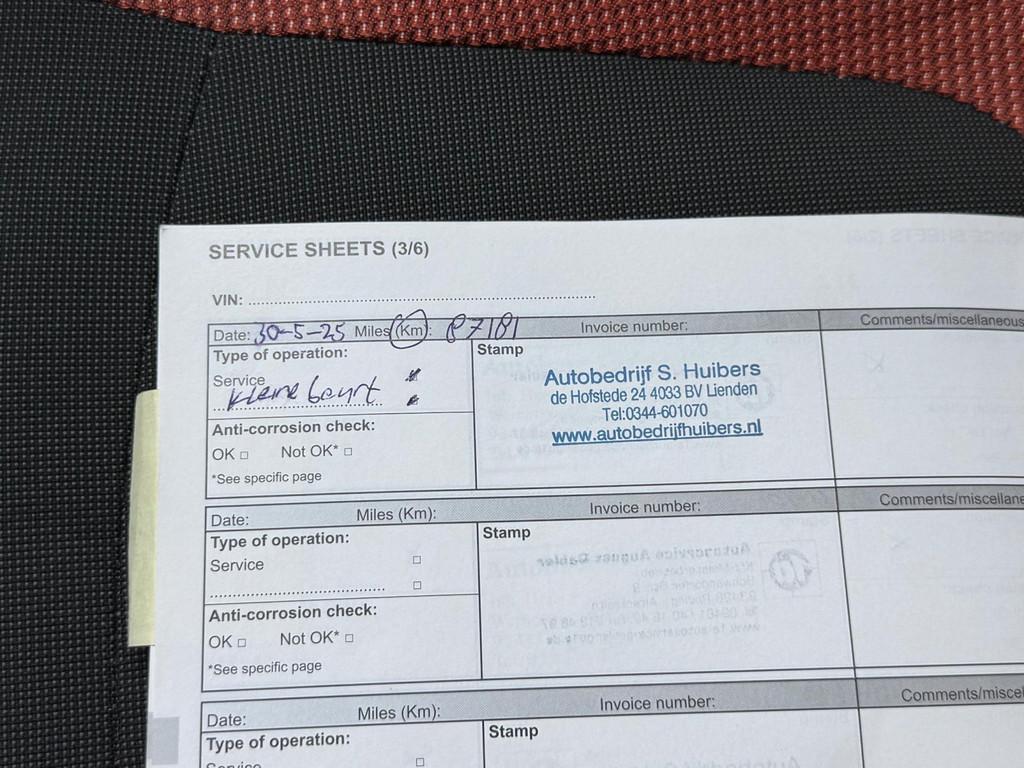 SERVICE SHEETS (3/6)
VIN:
Date: 30-5-25 Miles (Km): 87181 Invoice number: Comments/miscellaneous
Type of operation:
Stamp
Service
kleine beurt
Autobedrijf S. Huibers
de Hofstede 24 4033 BV Lienden
Tel:0344-601070
www.autobedrijfhuibers.nl
Anti-corrosion check:
OK □ Not OK* □
*See specific page
Date: Miles (Km): Invoice number: Comments/miscellane
Type of operation:
Stamp
Service □
□
Anti-corrosion check:
OK □ Not OK* □
*See specific page
Date: Miles (Km): Invoice number: Comments/miscel
Type of operation:
Stamp
Service □